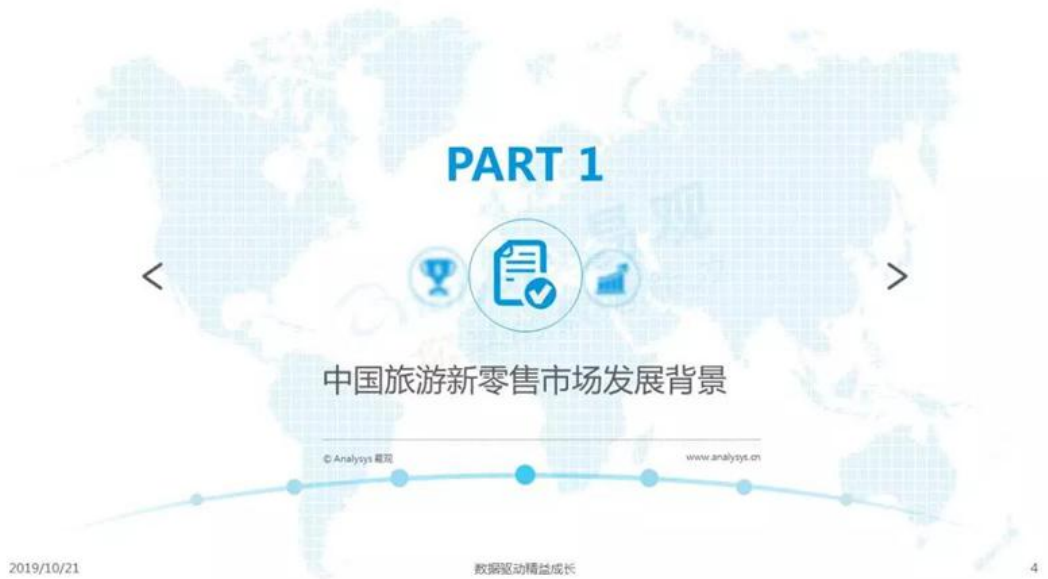 PART 1
中国旅游新零售市场发展背景
© Analysys 易观
www.analysys.cn
2019/10/21
数据驱动精益成长
4